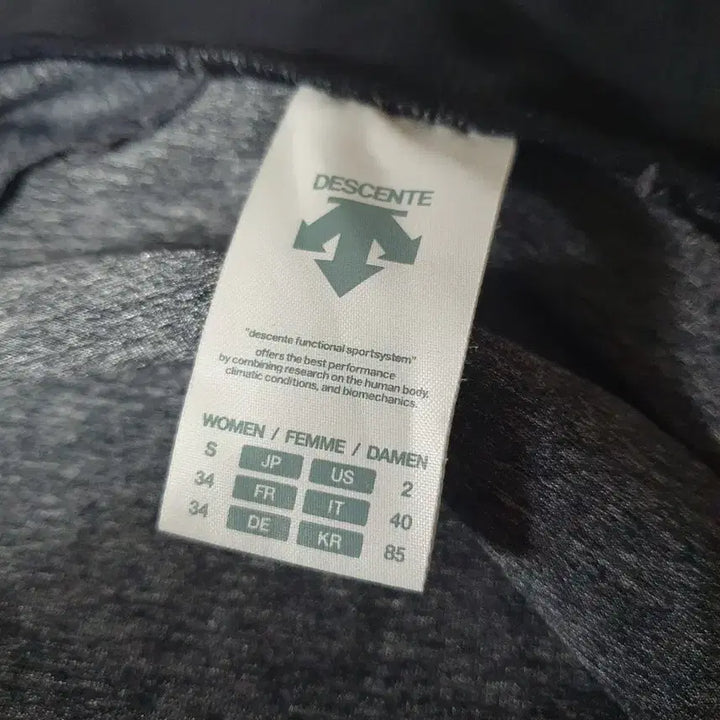 DESCENTE
"descente functional sportsystem"
offers the best performance
by combining research on the human body,
climatic conditions, and biomechanics.
WOMEN / FEMME / DAMEN
S JP US 2
34 FR IT 40
34 DE KR 85